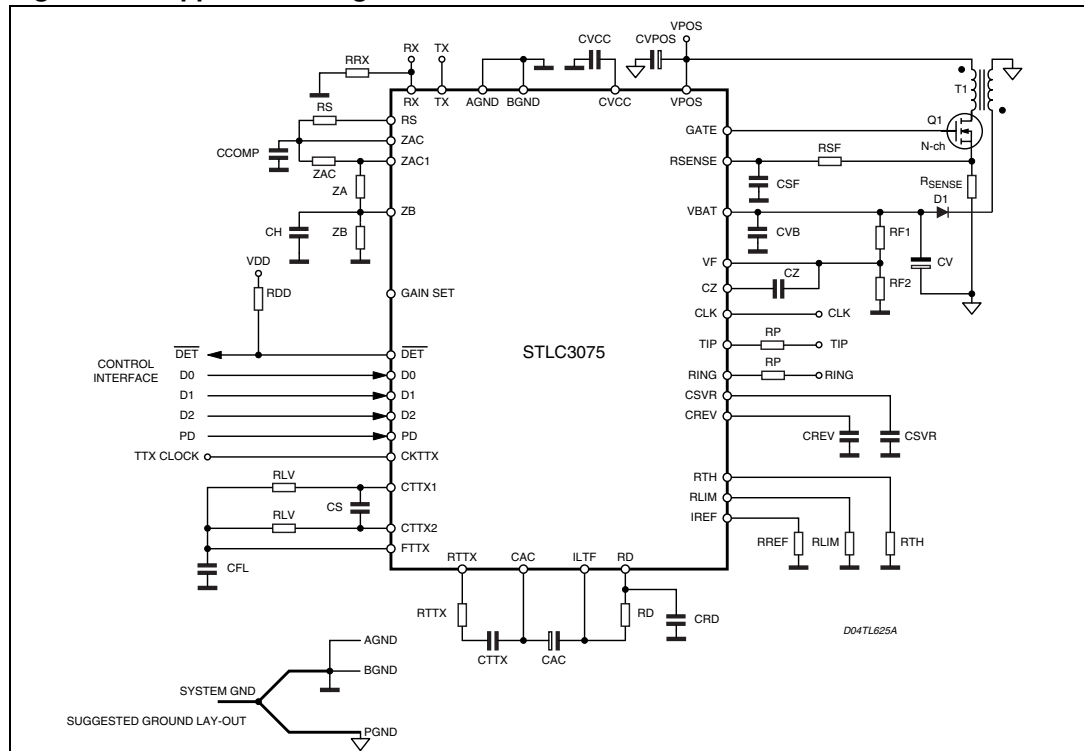 RX TX CVCC CVPOS VPOS
RRX
RX TX AGND BGND CVCC VPOS
T1
RS RS
Q1
N-ch
GATE
ZAC
CCOMP
ZAC ZAC1
RSENSE RSF
CSF
RSENSE
D1
ZA
ZB
CH ZB
VBAT
CVB
RF1
CV
VDD
RDD
VF
RF2
CZ CZ
GAIN SET
CLK CLK
STLC3075
TIP RP TIP
RING RP RING
CONTROL
INTERFACE
DET DET
D0 D0
D1 D1
D2 D2
PD PD
TTX CLOCK CKTTX
CSVR
CREV
CREV CSVR
RLV CTTX1
CS
RLV CTTX2
FTTX
CFL
RTH
RLIM
IREF
RREF RLIM RTH
RTTX CAC ILTF RD
RTTX RD CRD
CTTX CAC
D04TL625A
AGND
BGND
SYSTEM GND
SUGGESTED GROUND LAY-OUT
PGND